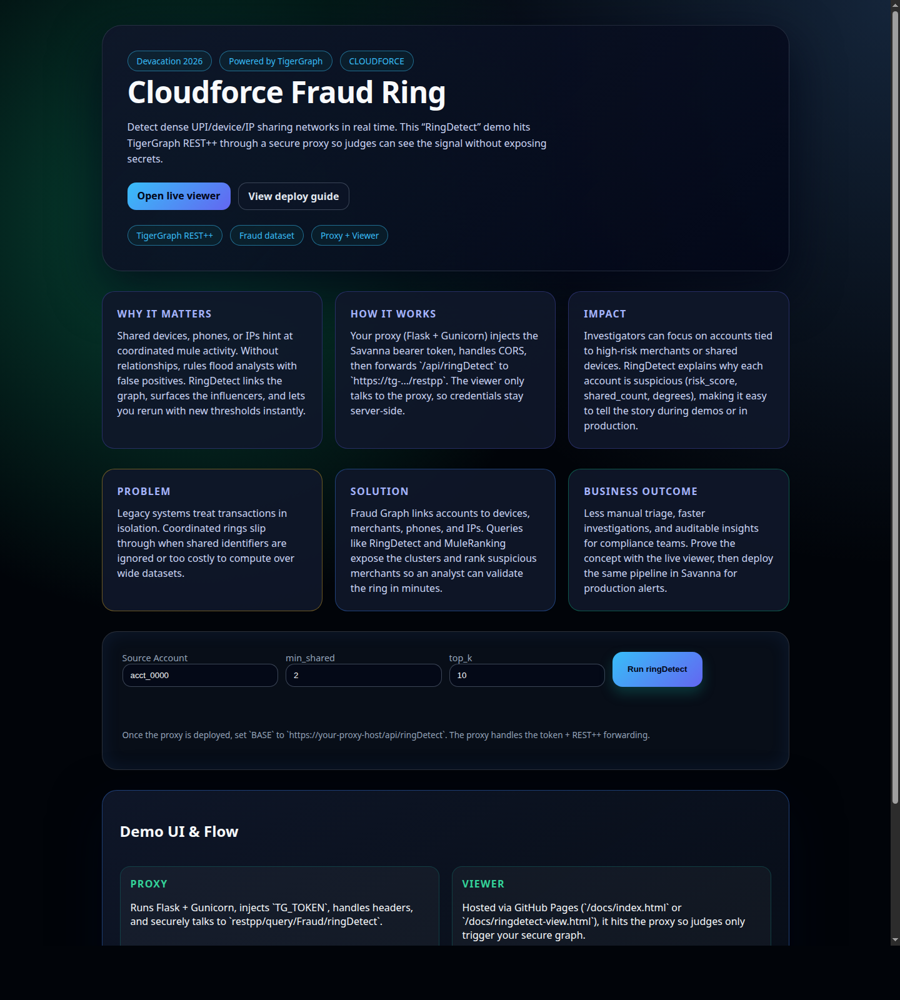 Devacation 2026
Powered by TigerGraph
CLOUDFORCE
Cloudforce Fraud Ring
Detect dense UPI/device/IP sharing networks in real time. This “RingDetect” demo hits
TigerGraph REST++ through a secure proxy so judges can see the signal without exposing
secrets.
Open live viewer
View deploy guide
TigerGraph REST++
Fraud dataset
Proxy + Viewer
WHY IT MATTERS
Shared devices, phones, or IPs hint at
coordinated mule activity. Without
relationships, rules flood analysts with
false positives. RingDetect links the
graph, surfaces the influencers, and lets
you rerun with new thresholds instantly.
HOW IT WORKS
Your proxy (Flask + Gunicorn) injects the
Savanna bearer token, handles CORS,
then forwards `/api/ringDetect` to
`https://tg-.../restpp`. The viewer only
talks to the proxy, so credentials stay
server-side.
IMPACT
Investigators can focus on accounts tied
to high-risk merchants or shared
devices. RingDetect explains why each
account is suspicious (risk_score,
shared_count, degrees), making it easy
to tell the story during demos or in
production.
PROBLEM
Legacy systems treat transactions in
isolation. Coordinated rings slip
through when shared identifiers are
ignored or too costly to compute over
wide datasets.
SOLUTION
Fraud Graph links accounts to devices,
merchants, phones, and IPs. Queries
like RingDetect and MuleRanking
expose the clusters and rank suspicious
merchants so an analyst can validate
the ring in minutes.
BUSINESS OUTCOME
Less manual triage, faster
investigations, and auditable insights
for compliance teams. Prove the
concept with the live viewer, then deploy
the same pipeline in Savanna for
production alerts.
Source Account
acct_0000
min_shared
2
top_k
10
Run ringDetect
Once the proxy is deployed, set `BASE` to `https://your-proxy-host/api/ringDetect`. The proxy handles the token + REST++ forwarding.
Demo UI & Flow
PROXY
Runs Flask + Gunicorn, injects `TG_TOKEN`, handles headers,
and securely talks to `restpp/query/Fraud/ringDetect`.
VIEWER
Hosted via GitHub Pages (`/docs/index.html` or
`/docs/ringdetect-view.html`), it hits the proxy so judges only
trigger your secure graph.